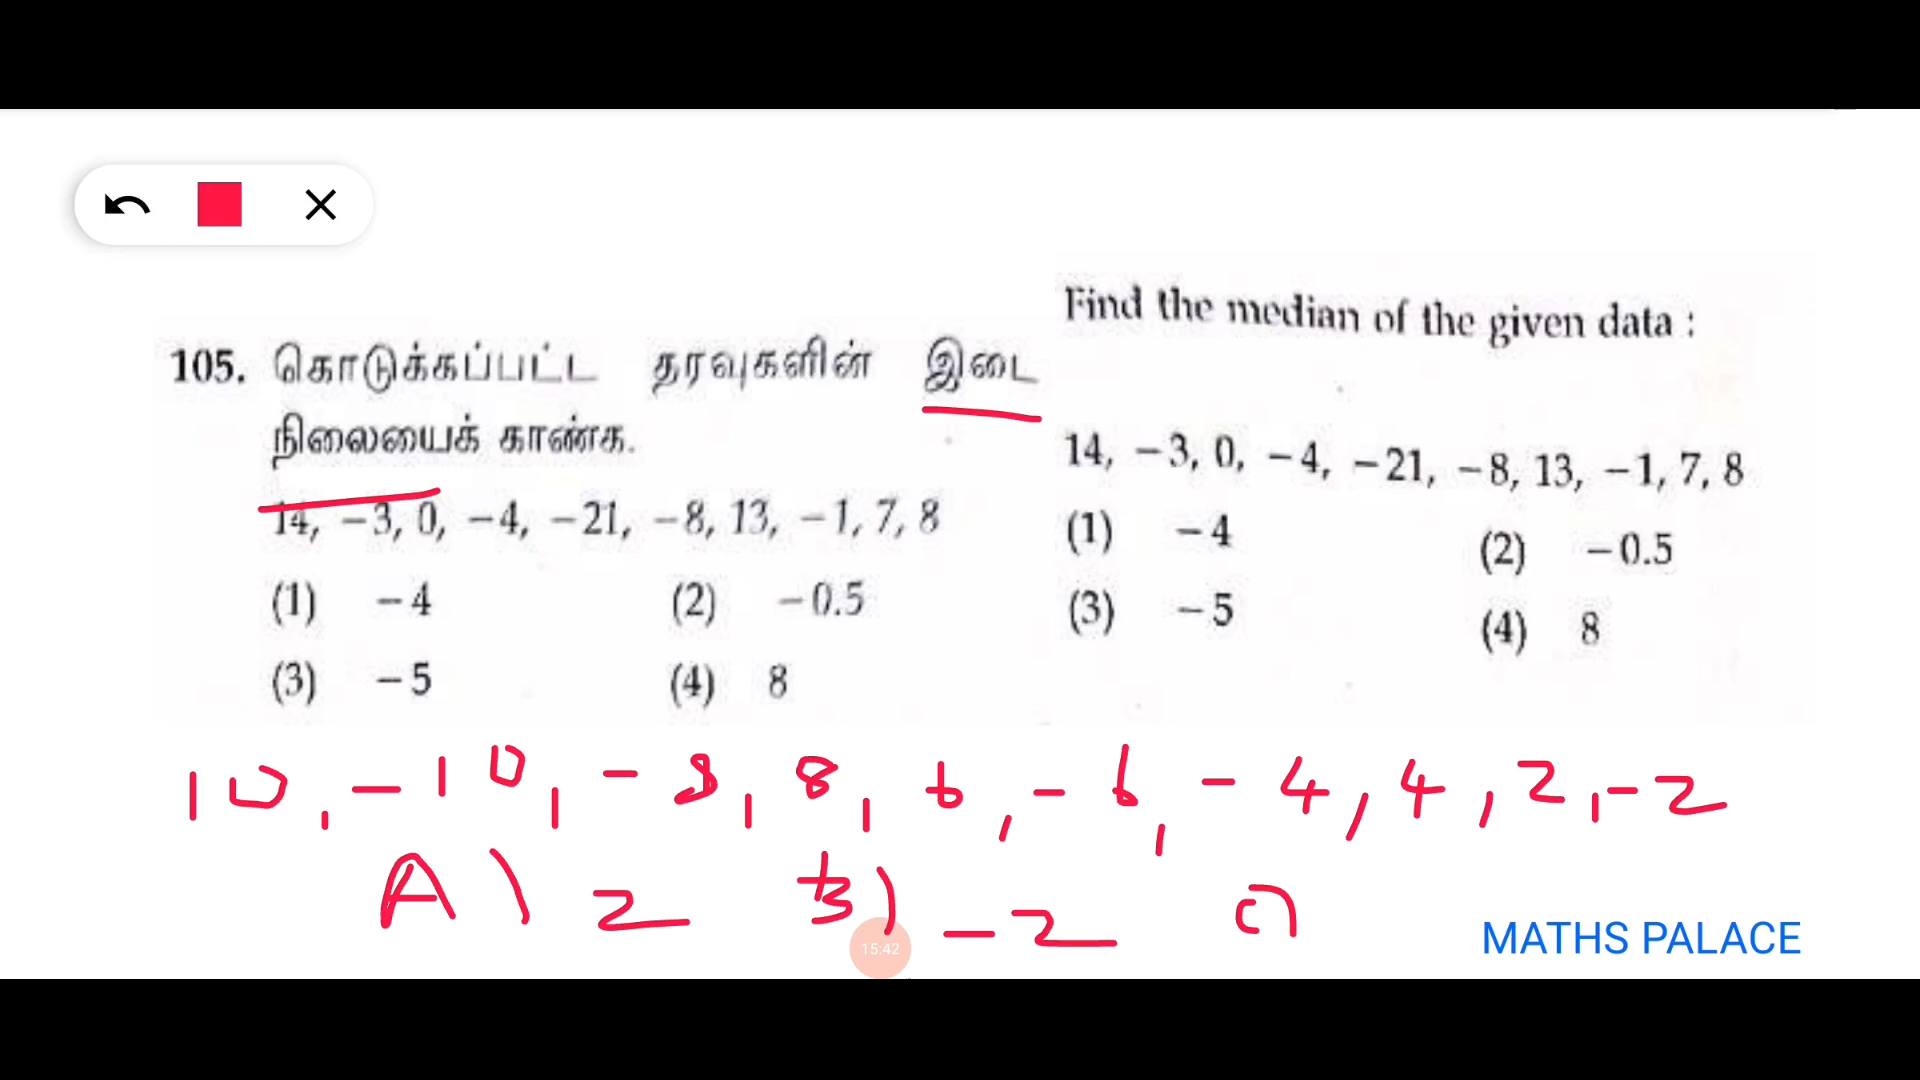 105. கொடுக்கப்பட்ட தரவுகளின் இடை
நிலையைக் காண்க.
14, −3, 0, −4, −21, −8, 13, −1, 7, 8
(1) −4 (2) −0.5
(3) −5 (4) 8
Find the median of the given data :
14, −3, 0, −4, −21, −8, 13, −1, 7, 8
(1) −4 (2) −0.5
(3) −5 (4) 8
10, −10, −8, 8, 6, −6, −4, 4, 2, −2
A) 2 B) −2 C)
15:42
MATHS PALACE